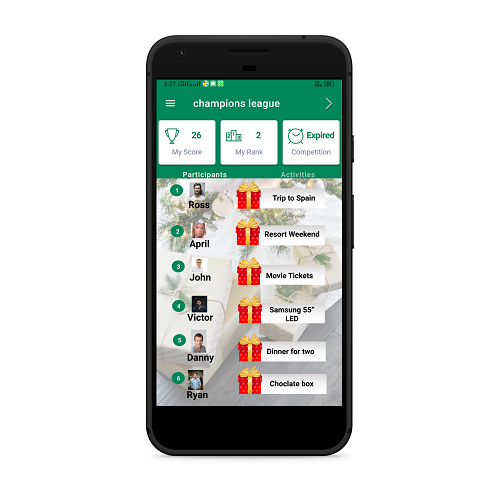 3:27
champions league
26
2
Expired
My Score
My Rank
Competition
Participants
Activities
1
Ross
Trip to Spain
2
April
Resort Weekend
3
John
Movie Tickets
4
Victor
Samsung 55"
LED
5
Danny
Dinner for two
6
Ryan
Choclate box